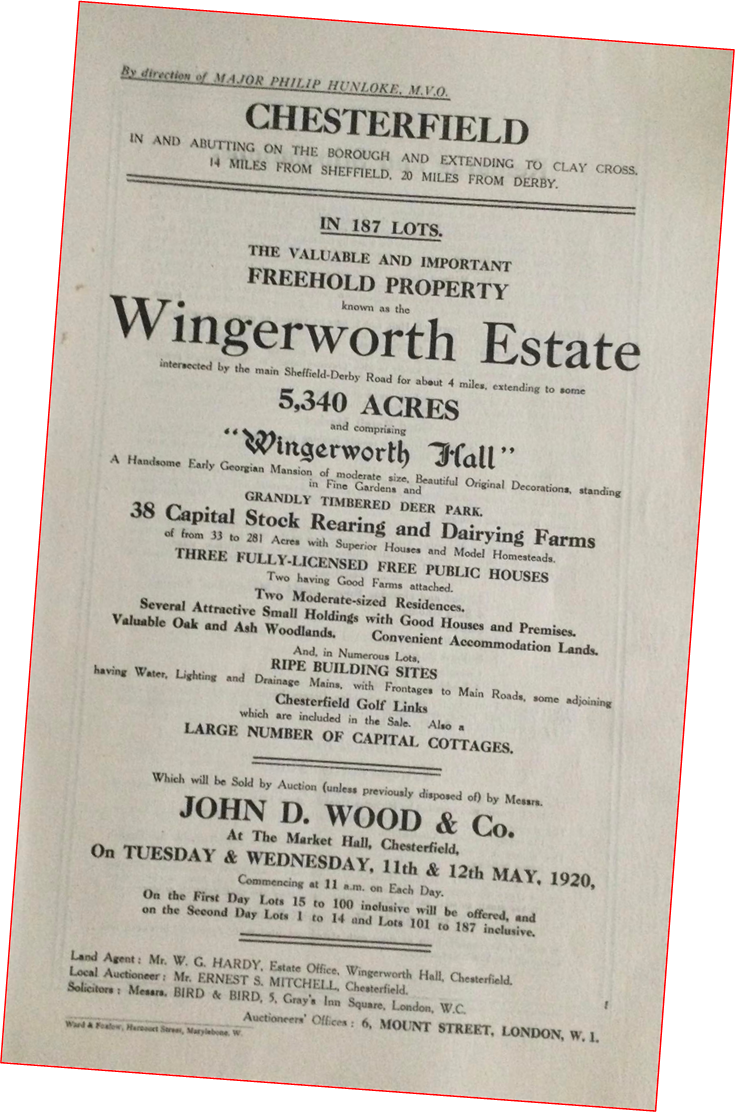 By direction of MAJOR PHILIP HUNLOKE, M.V.O.
CHESTERFIELD
IN AND ABUTTING ON THE BOROUGH AND EXTENDING TO CLAY CROSS.
14 MILES FROM SHEFFIELD, 20 MILES FROM DERBY.
IN 187 LOTS.
THE VALUABLE AND IMPORTANT
FREEHOLD PROPERTY
known as the
Wingerworth Estate
intersected by the main Sheffield-Derby Road for about 4 miles, extending to some
5,340 ACRES
and comprising
"Wingerworth Hall"
A Handsome Early Georgian Mansion of moderate size, Beautiful Original Decorations, standing
in Fine Gardens and
GRANDLY TIMBERED DEER PARK.
38 Capital Stock Rearing and Dairying Farms
of from 33 to 281 Acres with Superior Houses and Model Homesteads.
THREE FULLY-LICENSED FREE PUBLIC HOUSES
Two having Good Farms attached.
Two Moderate-sized Residences.
Several Attractive Small Holdings with Good Houses and Premises.
Valuable Oak and Ash Woodlands. Convenient Accommodation Lands.
And, in Numerous Lots,
RIPE BUILDING SITES
having Water, Lighting and Drainage Mains, with Frontages to Main Roads, some adjoining
Chesterfield Golf Links
which are included in the Sale. Also a
LARGE NUMBER OF CAPITAL COTTAGES.
Which will be Sold by Auction (unless previously disposed of) by Messrs.
JOHN D. WOOD & Co.
At The Market Hall, Chesterfield,
On TUESDAY & WEDNESDAY, 11th & 12th MAY, 1920,
Commencing at 11 a.m. on Each Day.
On the First Day Lots 15 to 100 inclusive will be offered, and
on the Second Day Lots 1 to 14 and Lots 101 to 187 inclusive.
Land Agent: Mr. W. G. HARDY, Estate Office, Wingerworth Hall, Chesterfield.
Local Auctioneer: Mr. ERNEST S. MITCHELL, Chesterfield.
Solicitors: Messrs. BIRD & BIRD, 5, Gray's Inn Square, London, W.C.
Auctioneers' Offices: 6, MOUNT STREET, LONDON, W. 1.
Ward & Foxlow, Harcourt Street, Marylebone, W.